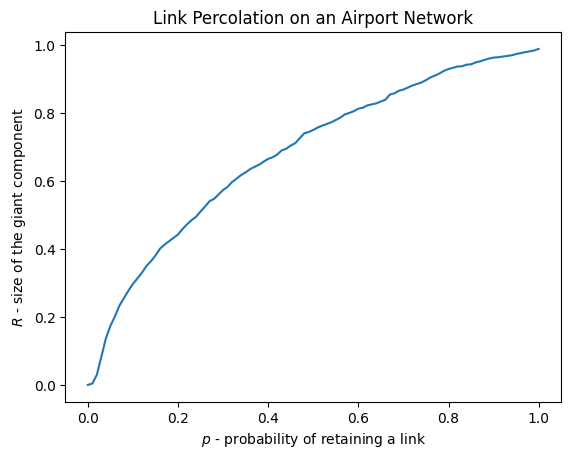 Link Percolation on an Airport Network
1.0
0.8
0.6
0.4
0.2
0.0
R - size of the giant component
0.0 0.2 0.4 0.6 0.8 1.0
p - probability of retaining a link